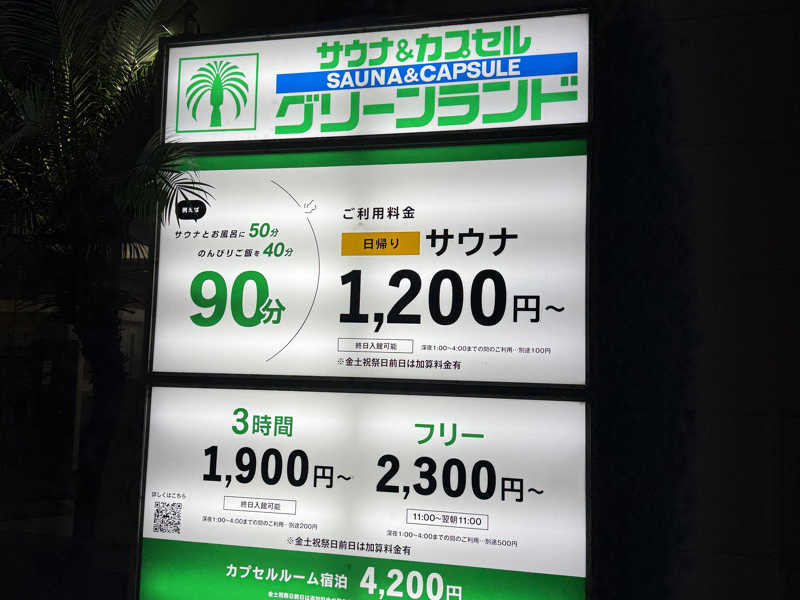 サウナ&カプセル
SAUNA&CAPSULE
グリーンランド
例えば
サウナとお風呂に 50分
のんびりご飯を 40分
90分
ご利用料金
日帰り サウナ
1,200円〜
終日入館可能
深夜1:00〜4:00までの間のご利用…別途100円
※金土祝祭日前日は加算料金有
3時間
1,900円〜
終日入館可能
深夜1:00〜4:00までの間のご利用…別途200円
フリー
2,300円〜
11:00〜翌朝11:00
深夜1:00〜4:00までの間のご利用…別途500円
詳しくはこちら
※金土祝祭日前日は加算料金有
カプセルルーム宿泊 4,200円